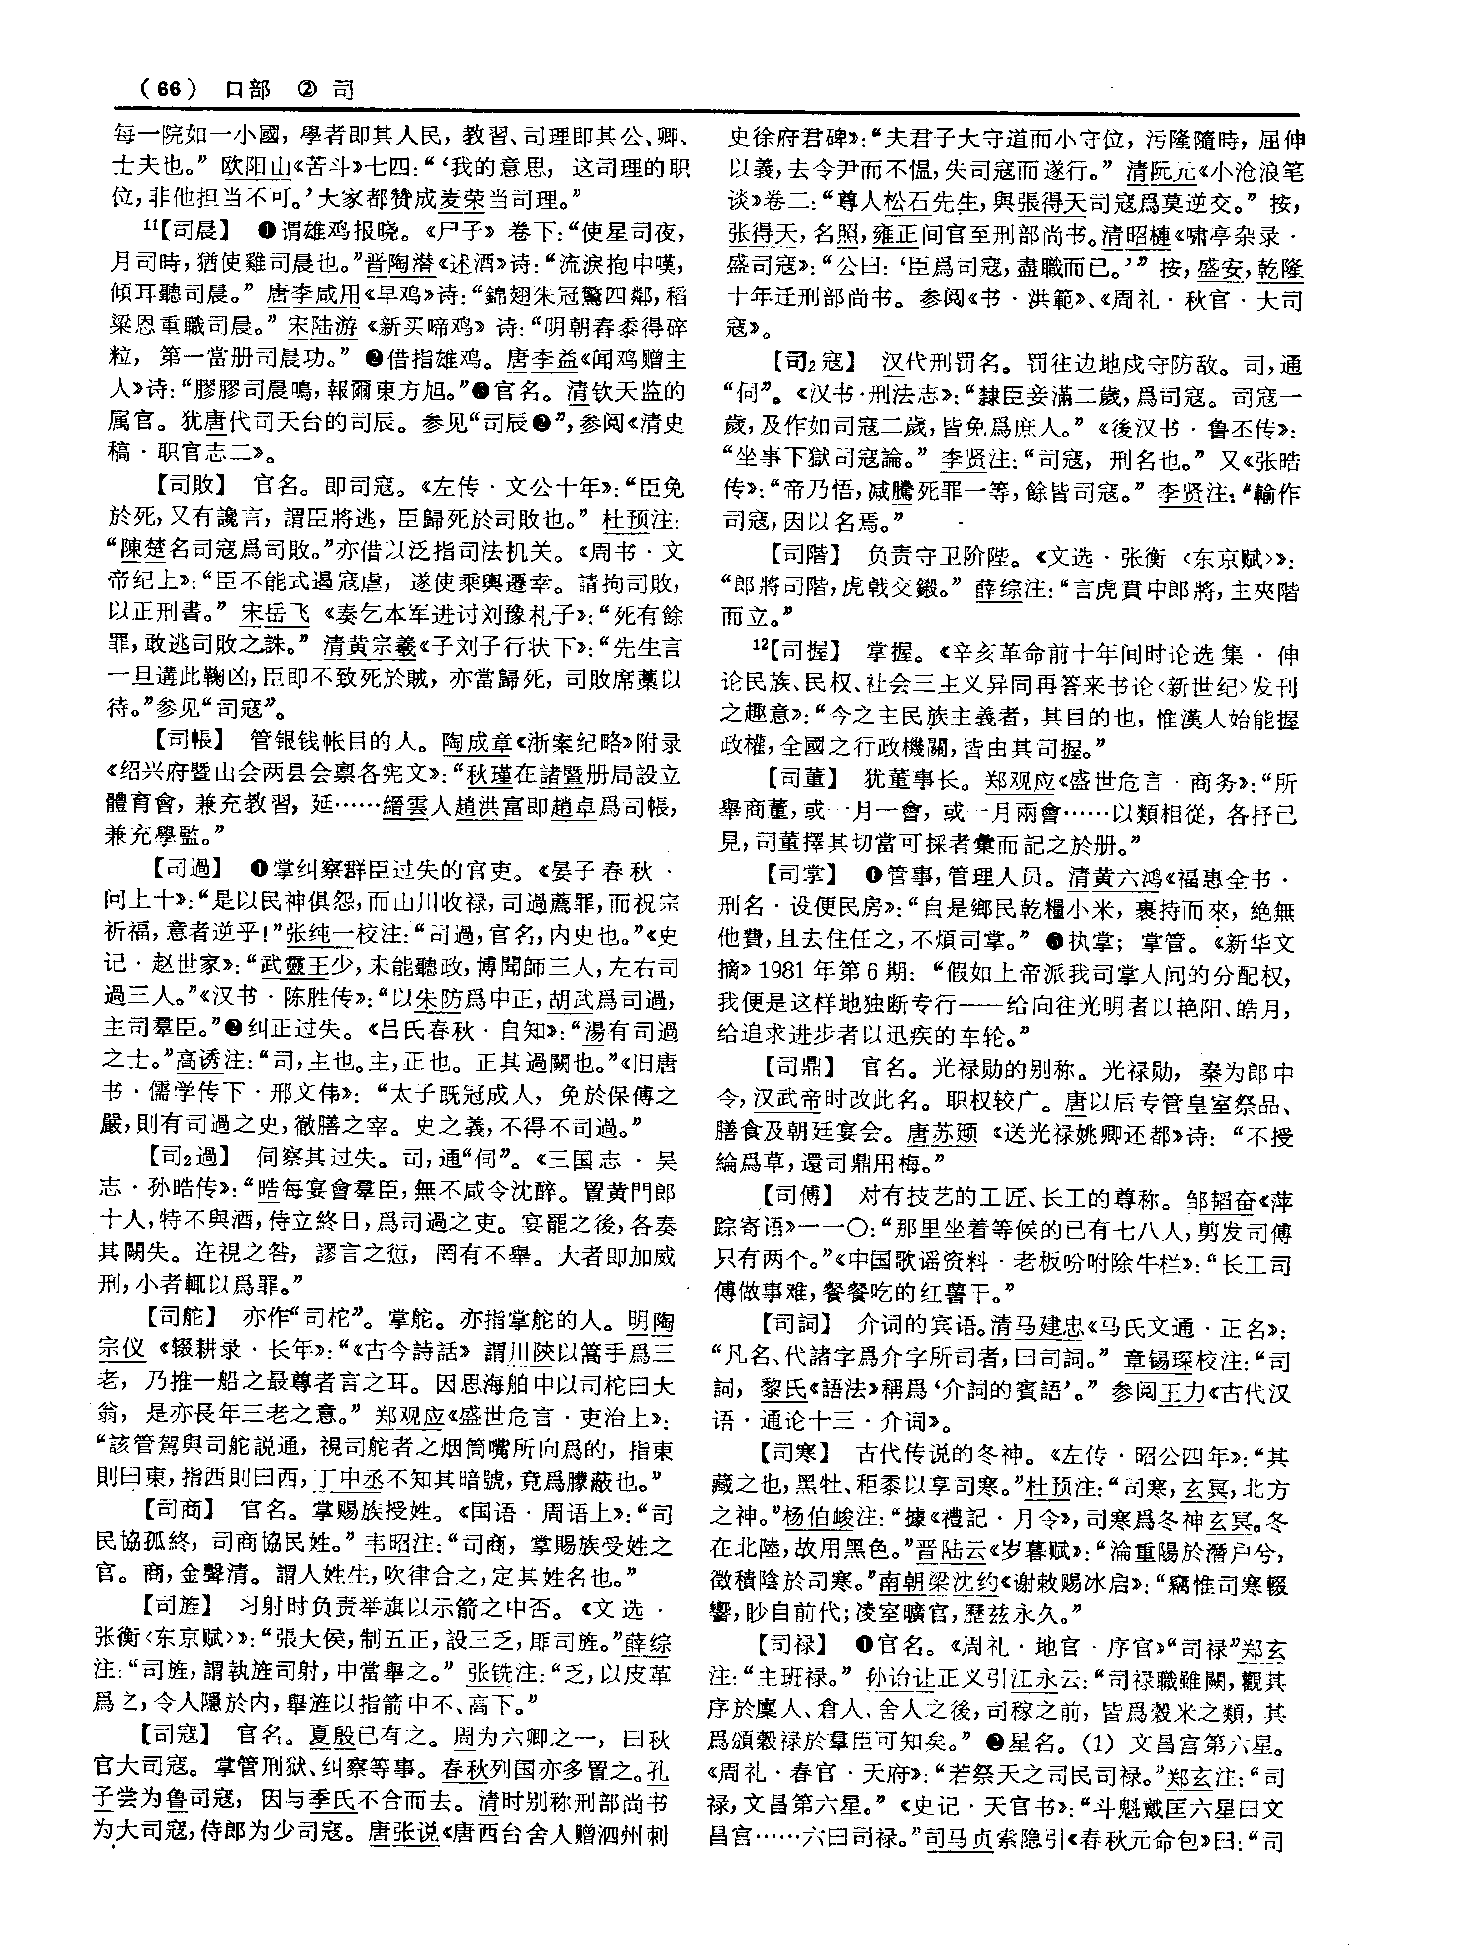 （66） 口部 ② 司
每一院如一小國，學者即其人民，教習、司理即其公、卿、
士夫也。”欧阳山《苦斗》七四：“‘我的意思，这司理的职
位，非他担当不可。’大家都赞成麦荣当司理。”
11【司晨】 ❶谓雄鸡报晓。《尸子》卷下：“使星司夜，
月司時，猶使雞司晨也。”晋陶潜《述酒》诗：“流淚抱中嘆，
傾耳聽司晨。”唐李咸用《早鸡》诗：“錦翅朱冠驚四鄰，稻
粱恩重職司晨。”宋陆游《新买啼鸡》诗：“明朝舂黍得碎
粒，第一當册司晨功。”❷借指雄鸡。唐李益《闻鸡赠主
人》诗：“膠膠司晨鳴，報爾東方旭。”❸官名。清钦天监的
属官。犹唐代司天台的司辰。参见“司辰❷”，参阅《清史
稿·职官志二》。
【司敗】 官名。即司寇。《左传·文公十年》：“臣免
於死，又有讒言，謂臣將逃，臣歸死於司敗也。”杜预注：
“陳楚名司寇爲司敗。”亦借以泛指司法机关。《周书·文
帝纪上》：“臣不能式遏寇虐，遂使乘輿遷幸。請拘司敗，
以正刑書。”宋岳飞《奏乞本军进讨刘豫札子》：“死有餘
罪，敢逃司敗之誅。”清黄宗羲《子刘子行状下》：“先生言
一旦遘此鞠凶，臣即不致死於賊，亦當歸死，司敗席藁以
待。”参见“司寇”。
【司帳】 管银钱帐目的人。陶成章《浙案纪略》附录
《绍兴府暨山会两县会禀各宪文》：“秋瑾在諸暨册局設立
體育會，兼充教習，延……縉雲人趙洪富即趙卓爲司帳，
兼充學監。”
【司過】 ❶掌纠察群臣过失的官吏。《晏子春秋·
问上十》：“是以民神俱怨，而山川收禄，司過薦罪，而祝宗
祈福，意者逆乎！”张纯一校注：“司過，官名，内史也。”《史
记·赵世家》：“武靈王少，未能聽政，博聞師三人，左右司
過三人。”《汉书·陈胜传》：“以朱防爲中正，胡武爲司過，
主司羣臣。”❷纠正过失。《吕氏春秋·自知》：“湯有司過
之士。”高诱注：“司，主也。主，正也。正其過闕也。”《旧唐
书·儒学传下·邢文伟》：“太子既冠成人，免於保傅之
嚴，則有司過之史，徹膳之宰。史之義，不得不司過。”
【司2過】 伺察其过失。司，通“伺”。《三国志·吴
志·孙晧传》：“晧每宴會羣臣，無不咸令沈醉。置黄門郎
十人，特不與酒，侍立終日，爲司過之吏。宴罷之後，各奏
其闕失。迕視之咎，謬言之愆，罔有不舉。大者即加威
刑，小者輒以爲罪。”
【司舵】 亦作“司柁”。掌舵。亦指掌舵的人。明陶
宗仪《辍耕录·长年》：“《古今詩話》謂川陝以篙手爲三
老，乃推一船之最尊者言之耳。因思海舶中以司柁曰大
翁，是亦長年三老之意。”郑观应《盛世危言·吏治上》：
“該管駕與司舵説通，視司舵者之烟筒嘴所向爲的，指東
則曰東，指西則曰西，丁中丞不知其暗號，竟爲朦蔽也。”
【司商】 官名。掌赐族授姓。《国语·周语上》：“司
民協孤終，司商協民姓。”韦昭注：“司商，掌賜族受姓之
官。商，金聲清。謂人姓生，吹律合之，定其姓名也。”
【司旌】 习射时负责举旗以示箭之中否。《文选·
张衡〈东京赋〉》：“張大侯，制五正，設三乏，厞司旌。”薛综
注：“司旌，謂執旌司射，中當舉之。”张铣注：“乏，以皮革
爲之，令人隱於内，舉旌以指箭中不、高下。”
【司寇】 官名。夏殷已有之。周为六卿之一，曰秋
官大司寇。掌管刑狱、纠察等事。春秋列国亦多置之。孔
子尝为鲁司寇，因与季氏不合而去。清时别称刑部尚书
为大司寇，侍郎为少司寇。唐张说《唐西台舍人赠泗州刺
史徐府君碑》：“夫君子大守道而小守位，污隆隨時，屈伸
以義，去令尹而不愠，失司寇而遂行。”清阮元《小沧浪笔
谈》卷二：“尊人松石先生，與張得天司寇爲莫逆交。”按，
张得天，名照，雍正间官至刑部尚书。清昭槤《啸亭杂录·
盛司寇》：“公曰：‘臣爲司寇，盡職而已。’”按，盛安，乾隆
十年迁刑部尚书。参阅《书·洪範》、《周礼·秋官·大司
寇》。
【司2寇】 汉代刑罚名。罚往边地戍守防敌。司，通
“伺”。《汉书·刑法志》：“隸臣妾滿二歲，爲司寇。司寇一
歲，及作如司寇二歲，皆免爲庶人。”《後汉书·鲁丕传》：
“坐事下獄司寇論。”李贤注：“司寇，刑名也。”又《张晧
传》：“帝乃悟，减騰死罪一等，餘皆司寇。”李贤注：“輸作
司寇，因以名焉。”
【司階】 负责守卫阶陛。《文选·张衡〈东京赋〉》：
“郎將司階，虎戟交鎩。”薛综注：“言虎賁中郎將，主夾階
而立。”
12【司握】 掌握。《辛亥革命前十年间时论选集·伸
论民族、民权、社会三主义异同再答来书论〈新世纪〉发刊
之趣意》：“今之主民族主義者，其目的也，惟漢人始能握
政權，全國之行政機關，皆由其司握。”
【司董】 犹董事长。郑观应《盛世危言·商务》：“所
舉商董，或一月一會，或一月兩會……以類相從，各抒己
見，司董擇其切當可採者彙而記之於册。”
【司掌】 ❶管事，管理人员。清黄六鸿《福惠全书·
刑名·设便民房》：“自是鄉民乾糧小米，裹持而來，絶無
他費，且去住任之，不煩司掌。”❷执掌；掌管。《新华文
摘》1981年第6期：“假如上帝派我司掌人间的分配权，
我便是这样地独断专行——给向往光明者以艳阳、皓月，
给追求进步者以迅疾的车轮。”
【司鼎】 官名。光禄勋的别称。光禄勋，秦为郎中
令，汉武帝时改此名。职权较广。唐以后专管皇室祭品、
膳食及朝廷宴会。唐苏颋《送光禄姚卿还都》诗：“不授
綸爲草，還司鼎用梅。”
【司傅】 对有技艺的工匠、长工的尊称。邹韬奋《萍
踪寄语》一一〇：“那里坐着等候的已有七八人，剪发司傅
只有两个。”《中国歌谣资料·老板吩咐除牛栏》：“长工司
傅做事难，餐餐吃的红薯干。”
【司詞】 介词的宾语。清马建忠《马氏文通·正名》：
“凡名、代諸字爲介字所司者，曰司詞。”章锡琛校注：“司
詞，黎氏《語法》稱爲‘介詞的賓語’。”参阅王力《古代汉
语·通论十三·介词》。
【司寒】 古代传说的冬神。《左传·昭公四年》：“其
藏之也，黑牡、秬黍以享司寒。”杜预注：“司寒，玄冥，北方
之神。”杨伯峻注：“據《禮記·月令》，司寒爲冬神玄冥。冬
在北陸，故用黑色。”晋陆云《岁暮赋》：“淪重陽於潛户兮，
徵積陰於司寒。”南朝梁沈约《谢敕赐冰启》：“竊惟司寒輟
響，眇自前代；凌室曠官，歷兹永久。”
【司禄】 ❶官名。《周礼·地官·序官》“司禄”郑玄
注：“主班禄。”孙诒让正义引江永云：“司禄職雖闕，觀其
序於廩人、倉人、舍人之後，司稼之前，皆爲穀米之類，其
爲頒穀禄於羣臣可知矣。”❷星名。（1）文昌宫第六星。
《周礼·春官·天府》：“若祭天之司民司禄。”郑玄注：“司
禄，文昌第六星。”《史记·天官书》：“斗魁戴匡六星曰文
昌宫……六曰司禄。”司马贞索隐引《春秋元命包》曰：“司